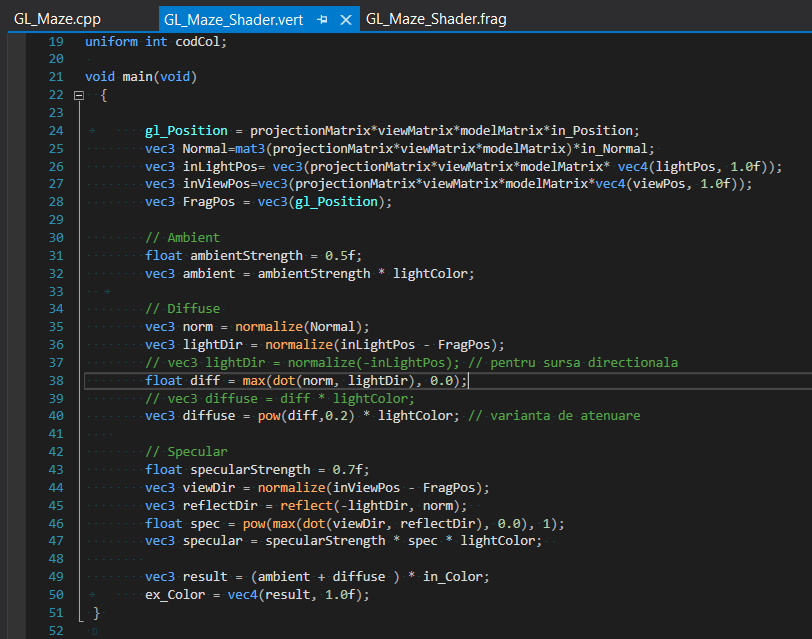 GL_Maze.cpp GL_Maze_Shader.vert GL_Maze_Shader.frag
19 uniform int codCol;
20
21 void main(void)
22 {
23
24 gl_Position = projectionMatrix*viewMatrix*modelMatrix*in_Position;
25 vec3 Normal=mat3(projectionMatrix*viewMatrix*modelMatrix)*in_Normal;
26 vec3 inLightPos= vec3(projectionMatrix*viewMatrix*modelMatrix* vec4(lightPos, 1.0f));
27 vec3 inViewPos=vec3(projectionMatrix*viewMatrix*modelMatrix*vec4(viewPos, 1.0f));
28 vec3 FragPos = vec3(gl_Position);
29
30 // Ambient
31 float ambientStrength = 0.5f;
32 vec3 ambient = ambientStrength * lightColor;
33
34 // Diffuse
35 vec3 norm = normalize(Normal);
36 vec3 lightDir = normalize(inLightPos - FragPos);
37 // vec3 lightDir = normalize(-inLightPos); // pentru sursa directionala
38 float diff = max(dot(norm, lightDir), 0.0);
39 // vec3 diffuse = diff * lightColor;
40 vec3 diffuse = pow(diff,0.2) * lightColor; // varianta de atenuare
41
42 // Specular
43 float specularStrength = 0.7f;
44 vec3 viewDir = normalize(inViewPos - FragPos);
45 vec3 reflectDir = reflect(-lightDir, norm);
46 float spec = pow(max(dot(viewDir, reflectDir), 0.0), 1);
47 vec3 specular = specularStrength * spec * lightColor;
48
49 vec3 result = (ambient + diffuse ) * in_Color;
50 ex_Color = vec4(result, 1.0f);
51 }
52